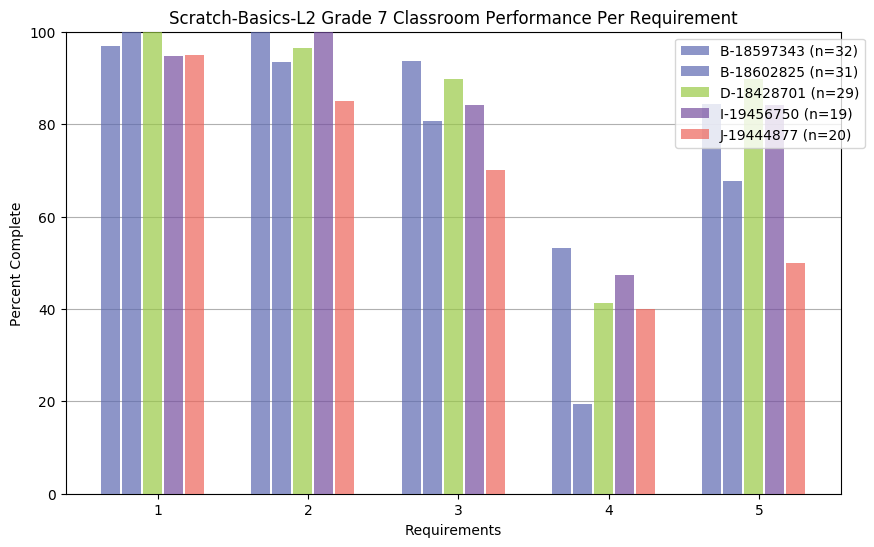 Scratch-Basics-L2 Grade 7 Classroom Performance Per Requirement
B-18597343 (n=32)
B-18602825 (n=31)
D-18428701 (n=29)
I-19456750 (n=19)
J-19444877 (n=20)
100
80
60
40
20
0
Percent Complete
1 2 3 4 5
Requirements